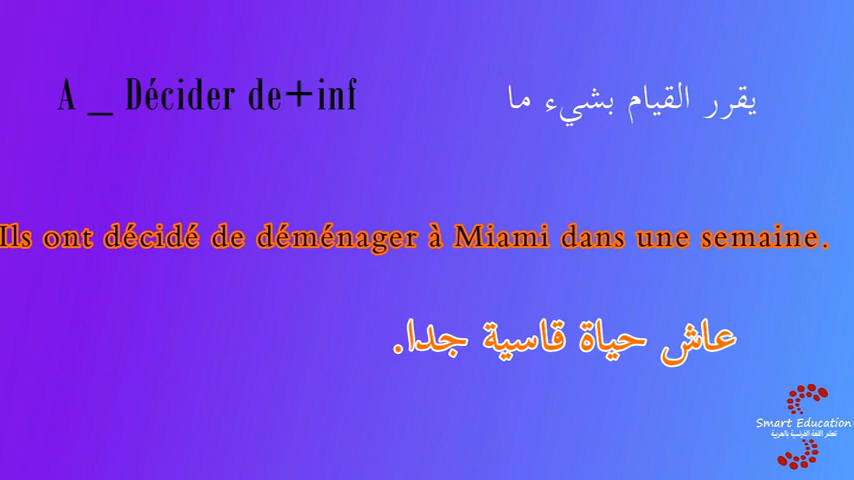 A _ Décider de+inf يقرر القيام بشيء ما
Ils ont décidé de déménager à Miami dans une semaine.
عاش حياة قاسية جدا.
Smart Education
تعلم اللغة الفرنسية بالعربية